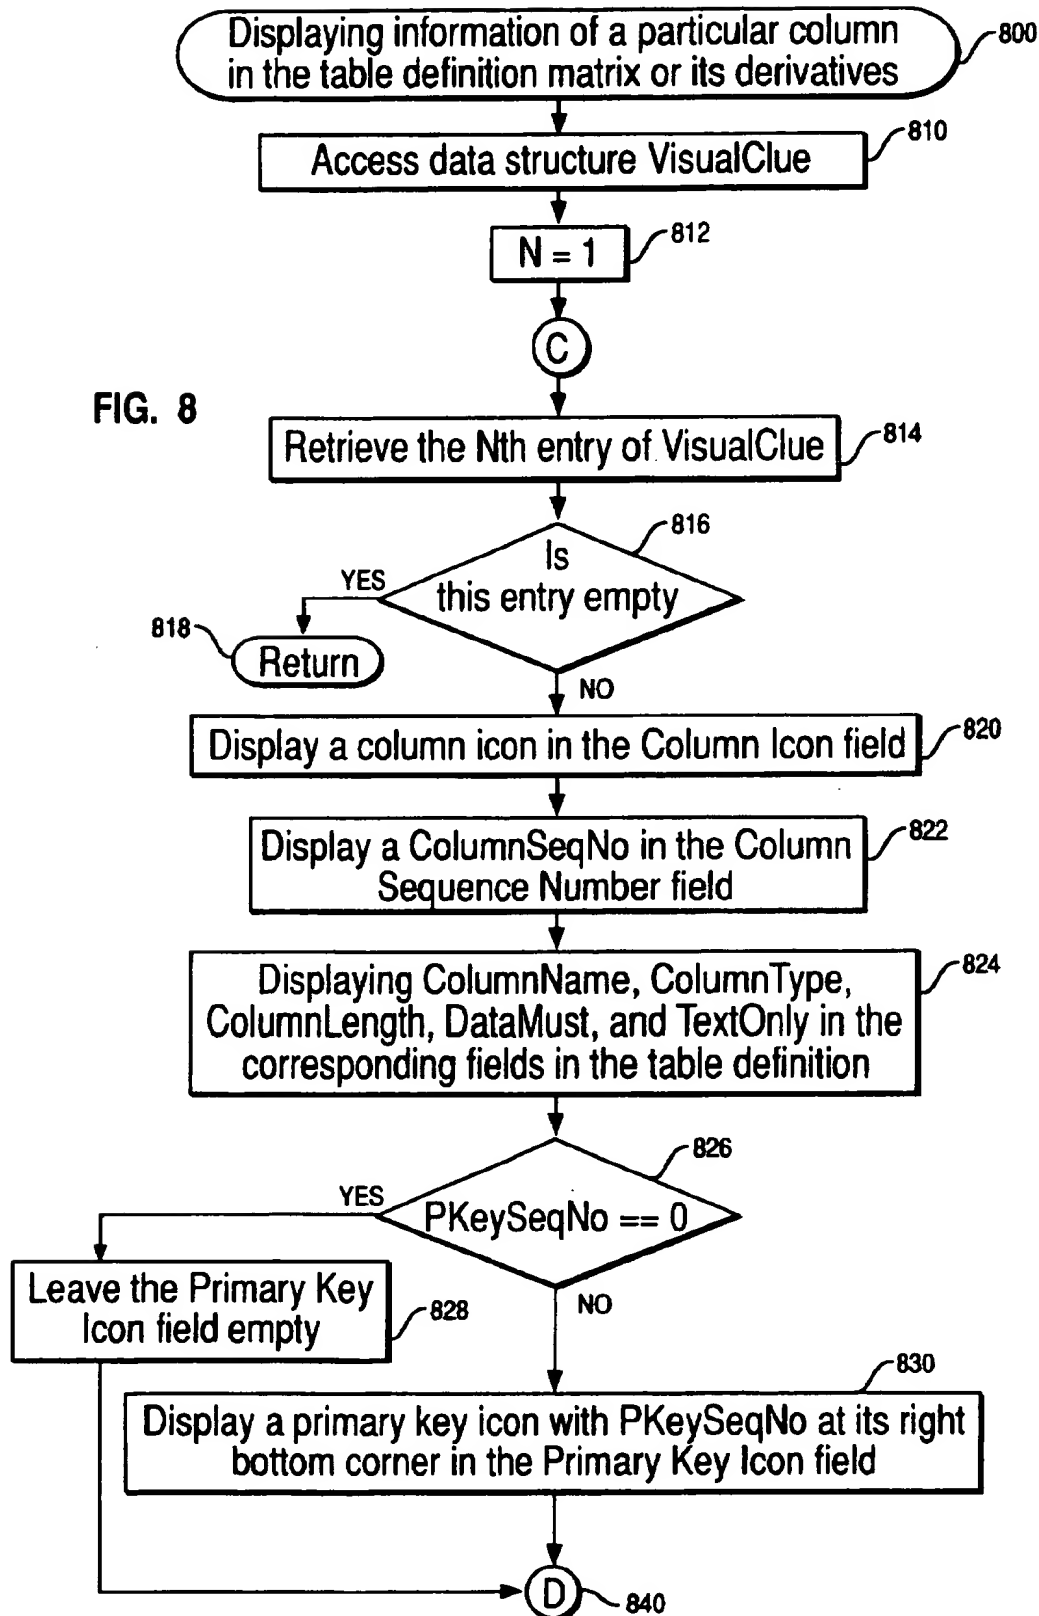 Displaying information of a particular column
in the table definition matrix or its derivatives
800
810
Access data structure VisualClue
812
N = 1
C
FIG. 8
814
Retrieve the Nth entry of VisualClue
816
Is
this entry empty
YES
818
Return
NO
820
Display a column icon in the Column Icon field
822
Display a ColumnSeqNo in the Column
Sequence Number field
824
Displaying ColumnName, ColumnType,
ColumnLength, DataMust, and TextOnly in the
corresponding fields in the table definition
826
YES
PKeySeqNo == 0
Leave the Primary Key
Icon field empty
828
NO
830
Display a primary key icon with PKeySeqNo at its right
bottom corner in the Primary Key Icon field
D
840